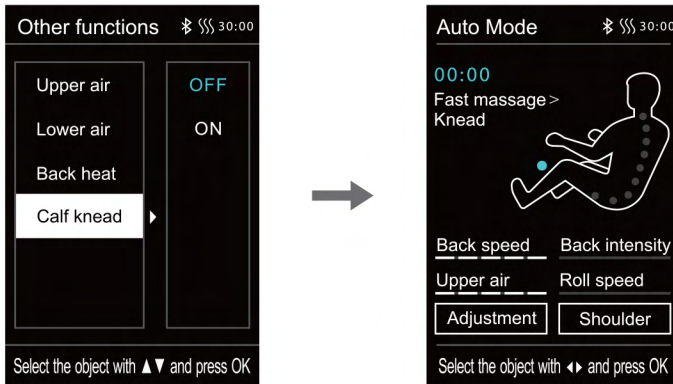 Other functions 30:00
Upper air OFF
Lower air ON
Back heat
Calf knead
Select the object with ▲▼ and press OK
Auto Mode 30:00
00:00
Fast massage>
Knead
Back speed Back intensity
Upper air Roll speed
Adjustment Shoulder
Select the object with ◂▸ and press OK